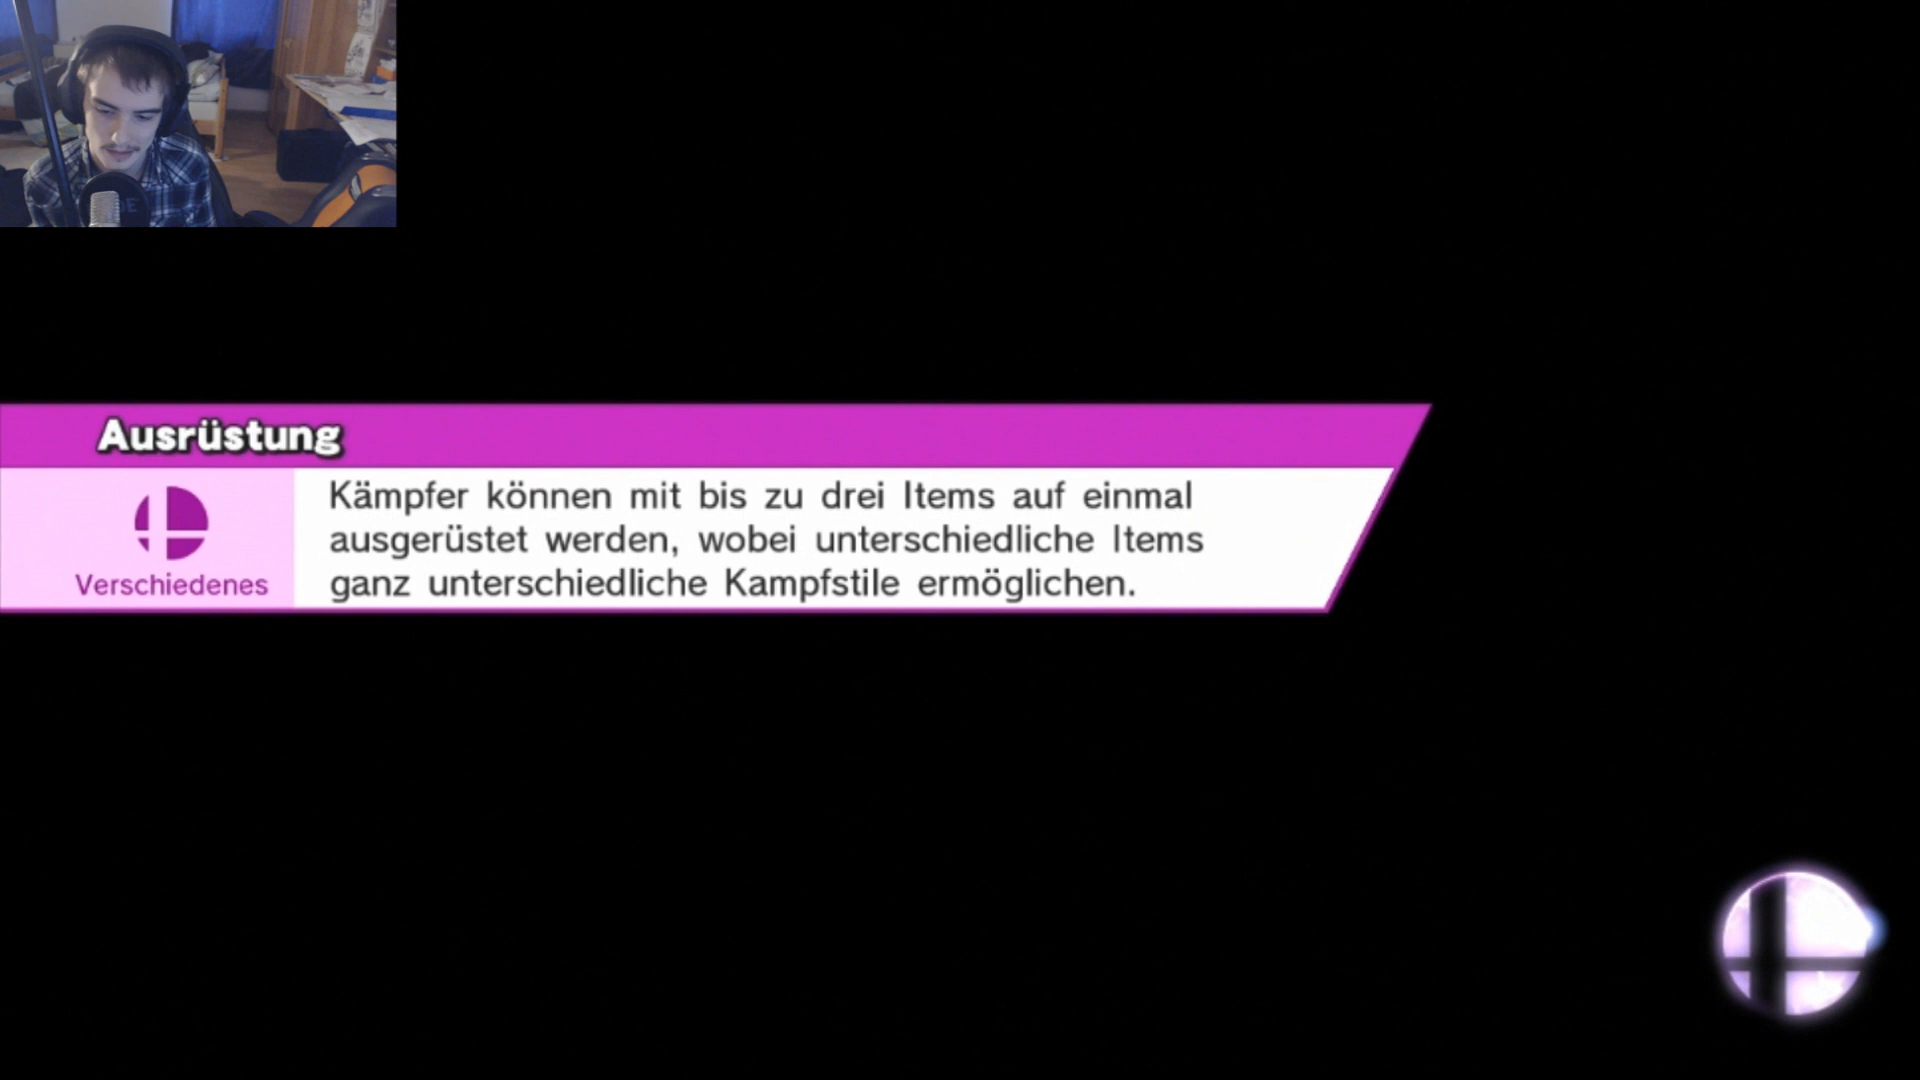 Ausrüstung
Kämpfer können mit bis zu drei Items auf einmal
ausgerüstet werden, wobei unterschiedliche Items
ganz unterschiedliche Kampfstile ermöglichen.
Verschiedenes